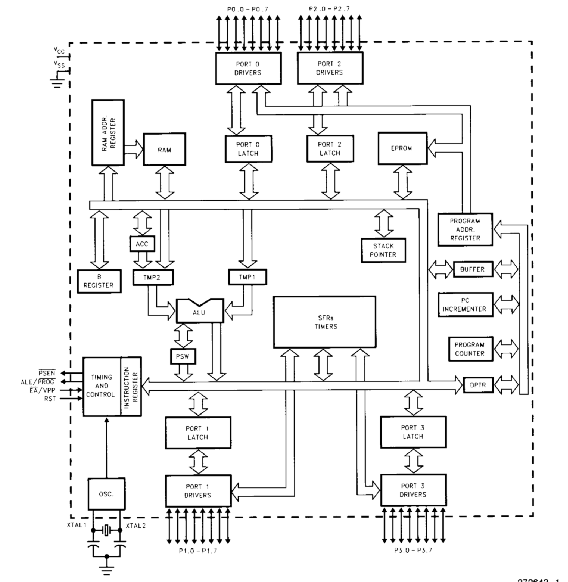 P0.0-P0.7
P2.0-P2.7
VCC
VSS
PORT 0
DRIVERS
PORT 2
DRIVERS
RAM ADDR
REGISTER
RAM
PORT 0
LATCH
PORT 2
LATCH
EPROM
ACC
STACK
POINTER
PROGRAM
ADDR
REGISTER
B
REGISTER
TMP2
TMP1
BUFFER
ALU
SFRs
TIMERS
PC
INCREMENTER
PSW
PROGRAM
COUNTER
PSEN
ALE/PROG
EA/VPP
RST
TIMING
AND
CONTROL
INSTRUCTION
REGISTER
DPTR
PORT 1
LATCH
PORT 3
LATCH
OSC.
PORT 1
DRIVERS
PORT 3
DRIVERS
XTAL1
XTAL2
P1.0-P1.7
P3.0-P3.7